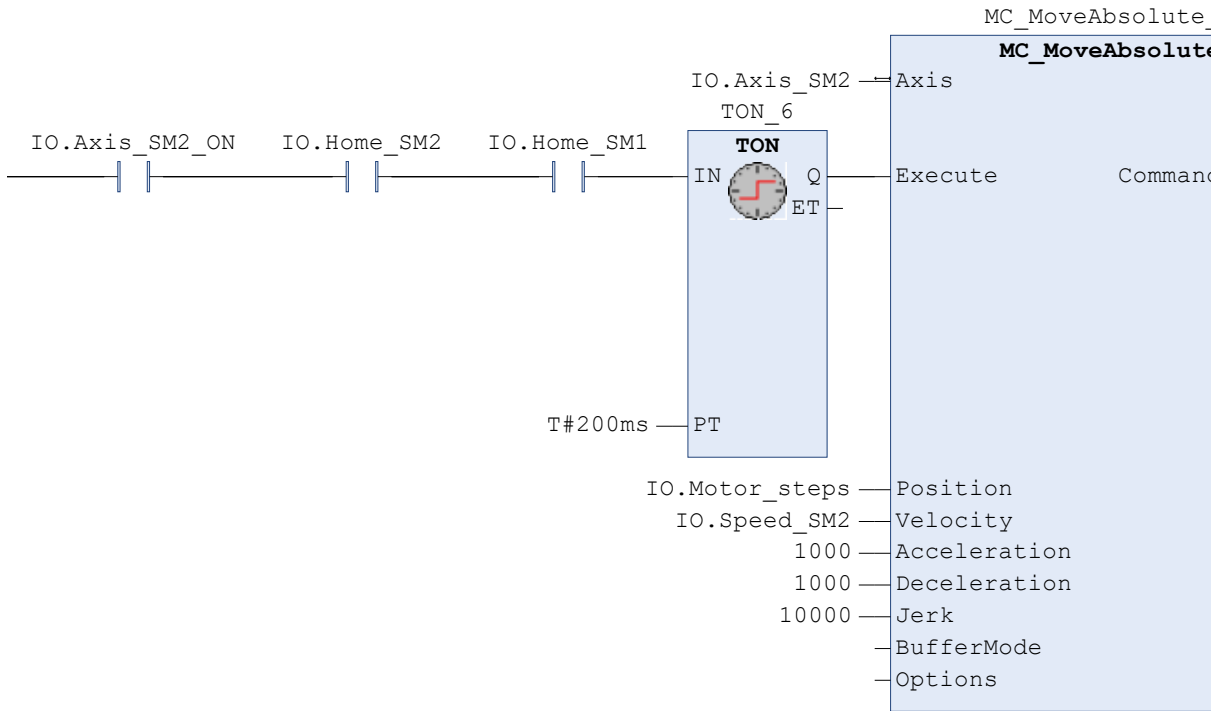 MC_MoveAbsolute_
MC_MoveAbsolute
IO.Axis_SM2 Axis
TON_6
IO.Axis_SM2_ON IO.Home_SM2 IO.Home_SM1 TON
IN Q Execute Command
ET
T#200ms PT
IO.Motor_steps Position
IO.Speed_SM2 Velocity
1000 Acceleration
1000 Deceleration
10000 Jerk
BufferMode
Options